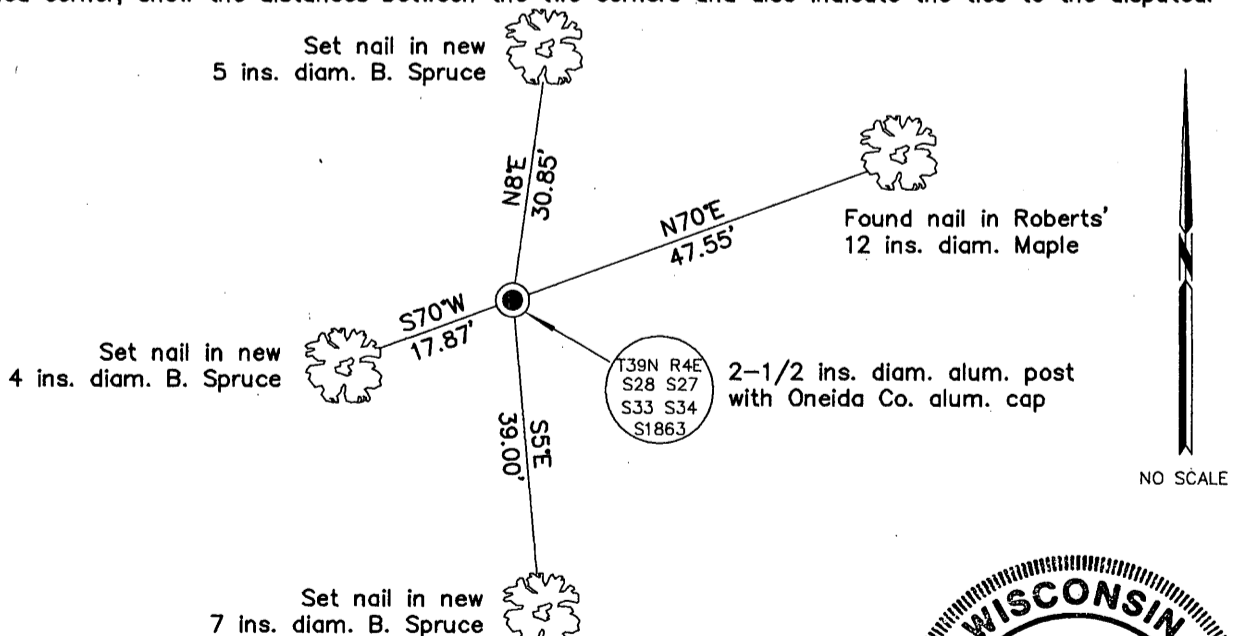 Set nail in new
5 ins. diam. B. Spruce
N8°E
30.85'
N70°E
47.55'
Found nail in Roberts'
12 ins. diam. Maple
S70°W
17.87'
Set nail in new
4 ins. diam. B. Spruce
T39N R4E
S28 S27
S33 S34
S1863
2-1/2 ins. diam. alum. post
with Oneida Co. alum. cap
S5°E
39.00'
N
NO SCALE
Set nail in new
7 ins. diam. B. Spruce
WISCONSIN